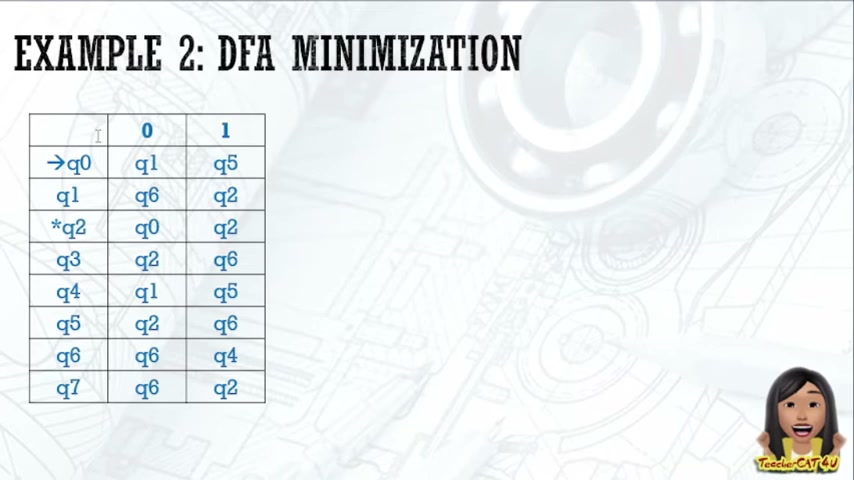 EXAMPLE 2: DFA MINIMIZATION
0 1
→q0 q1 q5
q1 q6 q2
*q2 q0 q2
q3 q2 q6
q4 q1 q5
q5 q2 q6
q6 q6 q4
q7 q6 q2
TeacherCAT4U